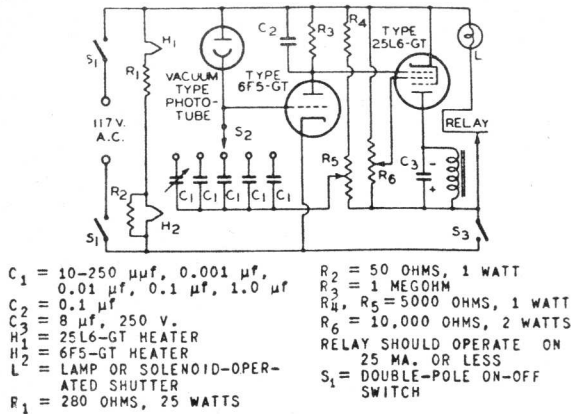 C2 R3 R4 TYPE 25L6-GT
S1 H1 R1
VACUUM TYPE PHOTO-TUBE
TYPE 6F5-GT
L
117 V. A.C.
S2
RELAY
R2
C1 C1 C1 C1 C1
R5 R6 C3 - +
S1 H2 S3
C1 = 10-250 μμf, 0.001 μf,
0.01 μf, 0.1 μf, 1.0 μf
C2 = 0.1 μf
C3 = 8 μf, 250 V.
H1 = 25L6-GT HEATER
H2 = 6F5-GT HEATER
L = LAMP OR SOLENOID-OPER-
ATED SHUTTER
R1 = 280 OHMS, 25 WATTS
R2 = 50 OHMS, 1 WATT
R3 = 1 MEGOHM
R4, R5 = 5000 OHMS, 1 WATT
R6 = 10,000 OHMS, 2 WATTS
RELAY SHOULD OPERATE ON
25 MA. OR LESS
S1 = DOUBLE-POLE ON-OFF
SWITCH